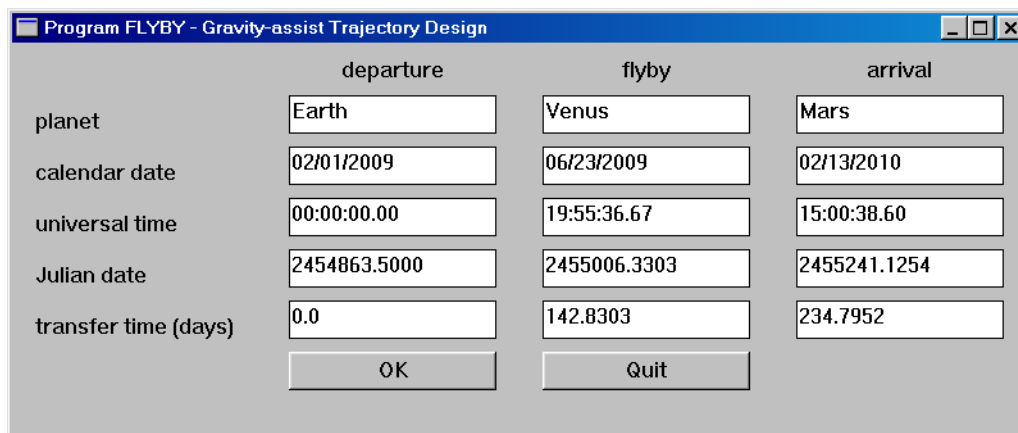 Program FLYBY - Gravity-assist Trajectory Design
departure flyby arrival
planet Earth Venus Mars
calendar date 02/01/2009 06/23/2009 02/13/2010
universal time 00:00:00.00 19:55:36.67 15:00:38.60
Julian date 2454863.5000 2455006.3303 2455241.1254
transfer time (days) 0.0 142.8303 234.7952
OK Quit